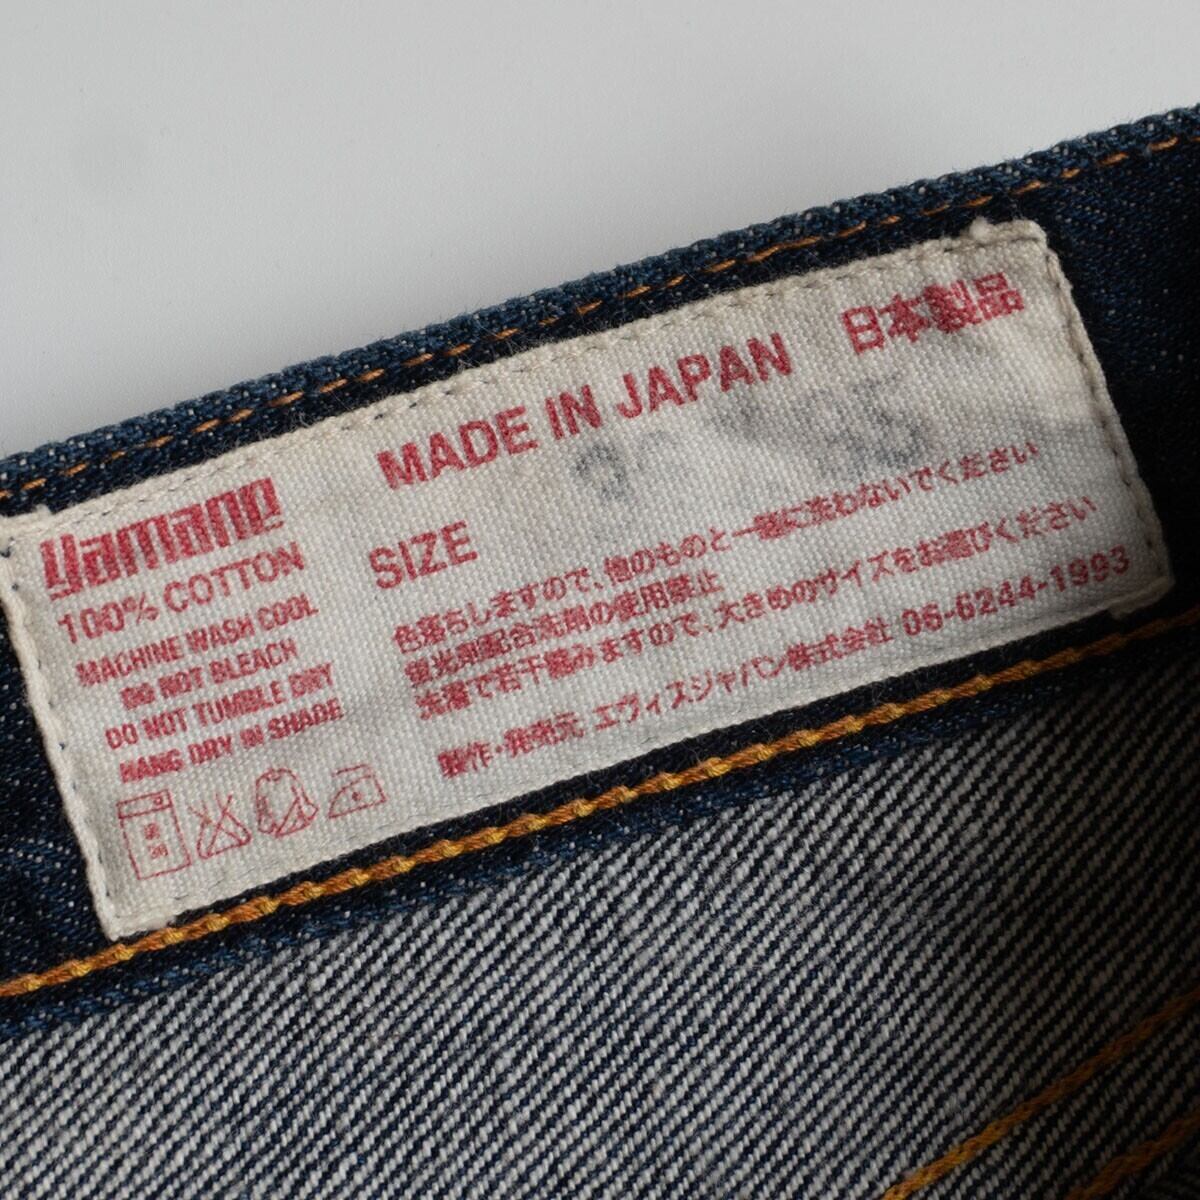 yamane
100% COTTON
MACHINE WASH COOL
DO NOT BLEACH
DO NOT TUMBLE DRY
HANG DRY IN SHADE
MADE IN JAPAN 日本製品
SIZE
色落ちしますので、他のものと一緒に洗わないでください
蛍光剤配合洗剤の使用禁止
洗濯で若干縮みますので、大きめのサイズをお選びください
製作・発売元 エヴィスジャパン株式会社 06-6244-1993